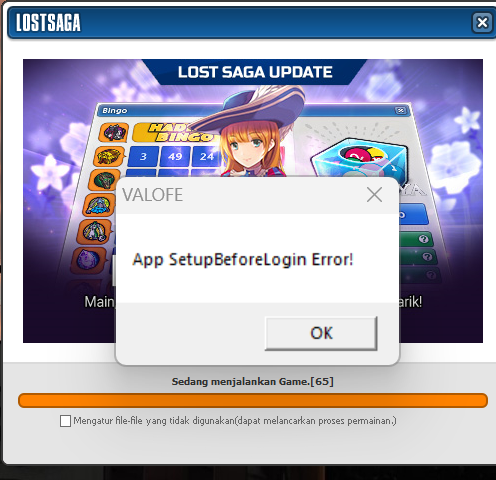 LOSTSAGA
LOST SAGA UPDATE
Bingo
BINGO
3 49 24
VALOFE
App SetupBeforeLogin Error!
Main
arik!
OK
Sedang menjalankan Game.[65]
Mengatur file-file yang tidak digunakan(dapat melancarkan proses permainan.)